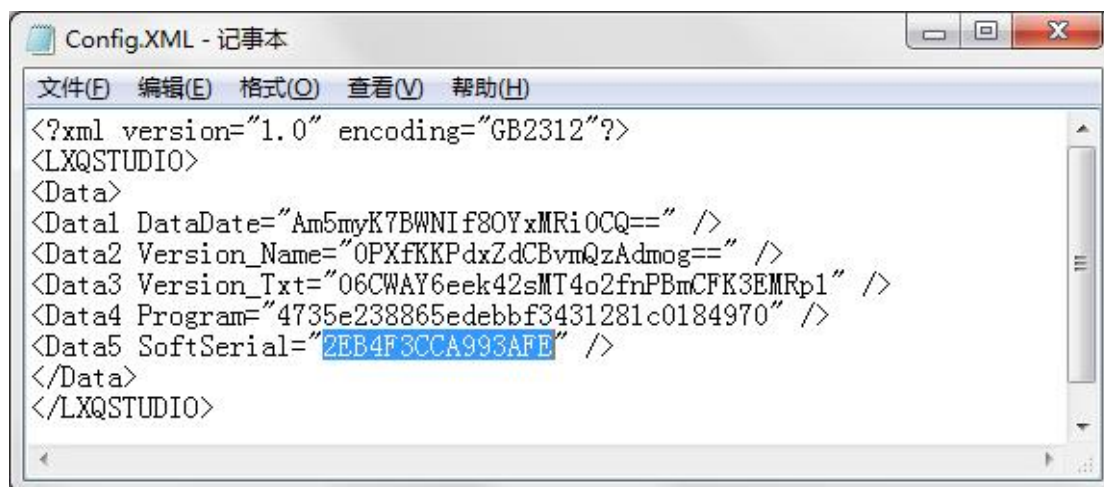 Config.XML - 记事本
文件(F) 编辑(E) 格式(O) 查看(V) 帮助(H)
<?xml version="1.0" encoding="GB2312"?>
<LXQSTUDIO>
<Data>
<Data1 DataDate="Am5myK7BWNIf8OYxMRi0CQ==" />
<Data2 Version_Name="0PXfKKPdxZdCBvmQzAdmog==" />
<Data3 Version_Txt="06CWAY6eek42sMT4o2fnPBmCFK3EMRp1" />
<Data4 Program="4735e238865edebbf3431281c0184970" />
<Data5 SoftSerial="2EB4F3CCA993AFE" />
</Data>
</LXQSTUDIO>